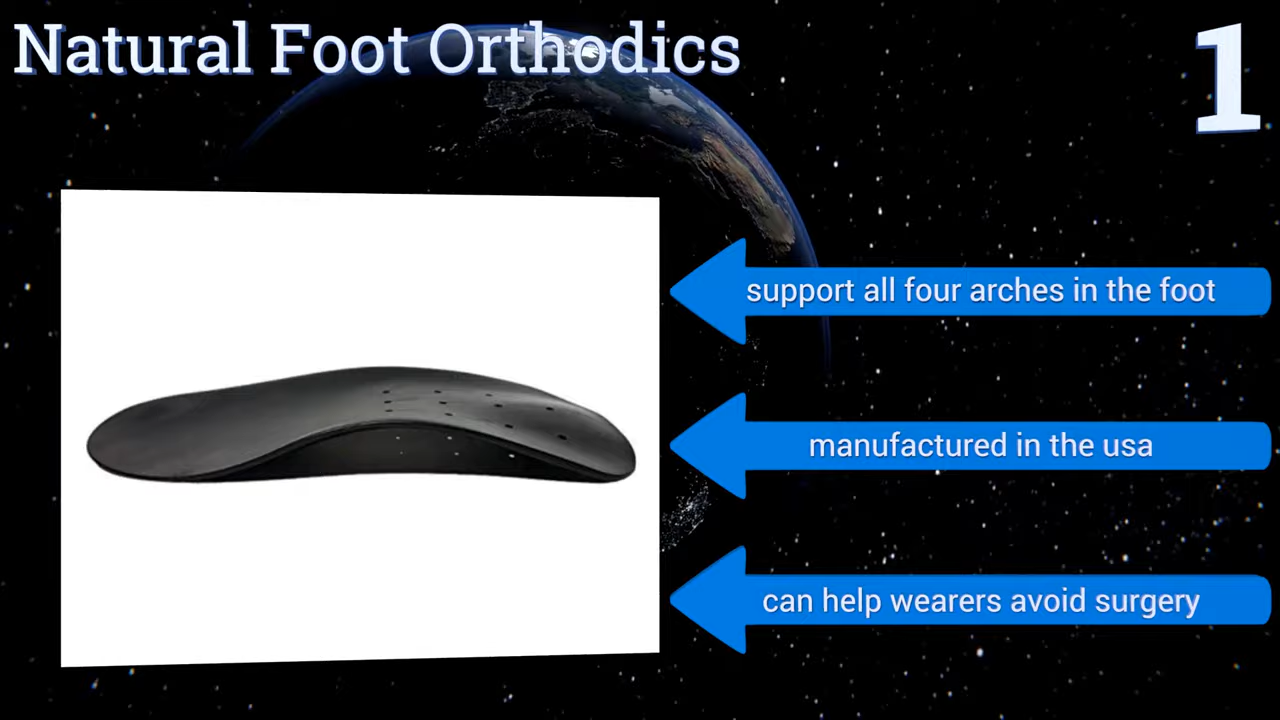 Natural Foot Orthodics
1
support all four arches in the foot
manufactured in the usa
can help wearers avoid surgery